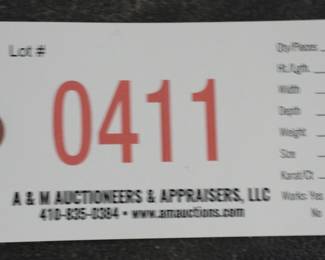 Lot #
0411
A & M AUCTIONEERS & APPRAISERS, LLC
410-835-0384 • www.amauctions.com
Qty/Pieces
Ht./Lgth.
Width
Depth
Weight
Size
Karat/Ct
Works: Yes
No